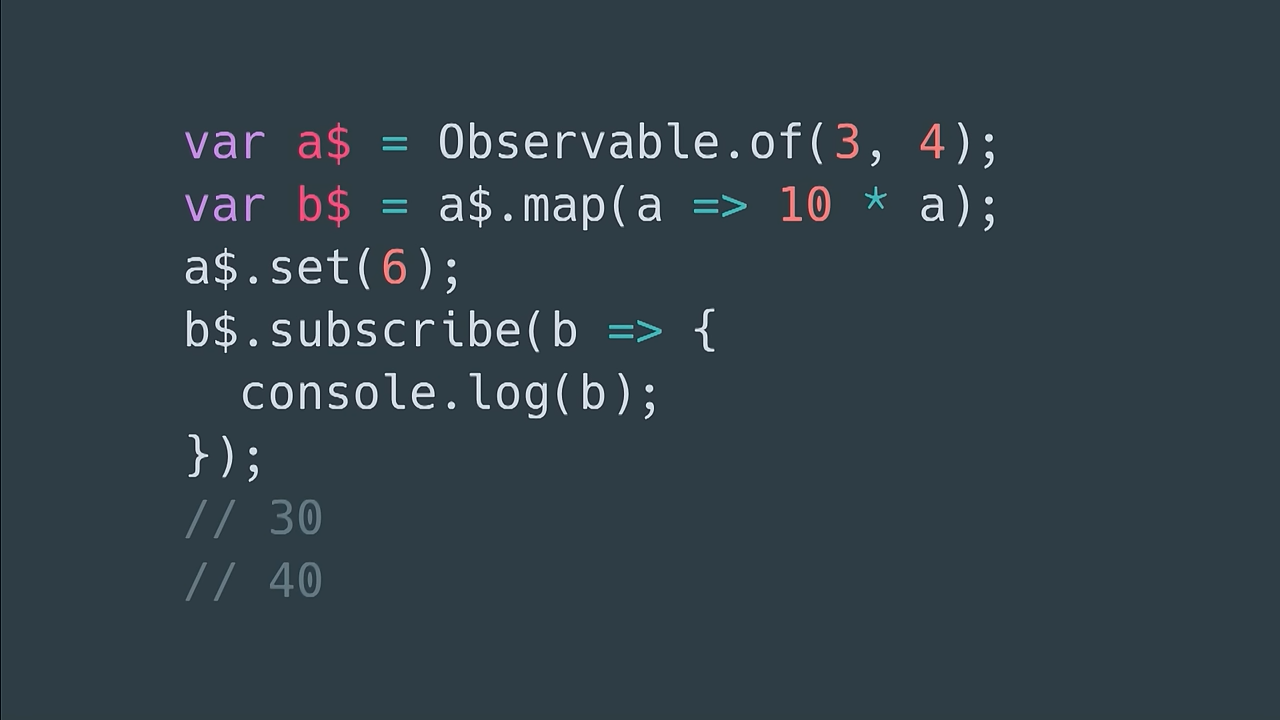 var a$ = Observable.of(3, 4);
var b$ = a$.map(a => 10 * a);
a$.set(6);
b$.subscribe(b => {
  console.log(b);
});
// 30
// 40